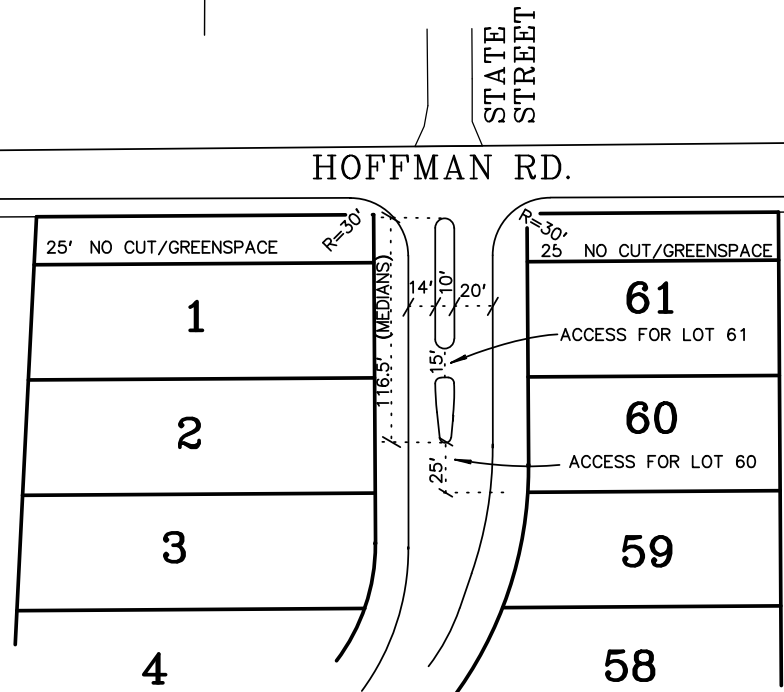 STATE
STREET
HOFFMAN RD.
R=30'
R=30'
25' NO CUT/GREENSPACE
25 NO CUT/GREENSPACE
116.5' (MEDIANS)
14'
10'
20'
1
61
ACCESS FOR LOT 61
15'
2
60
ACCESS FOR LOT 60
25'
3
59
4
58